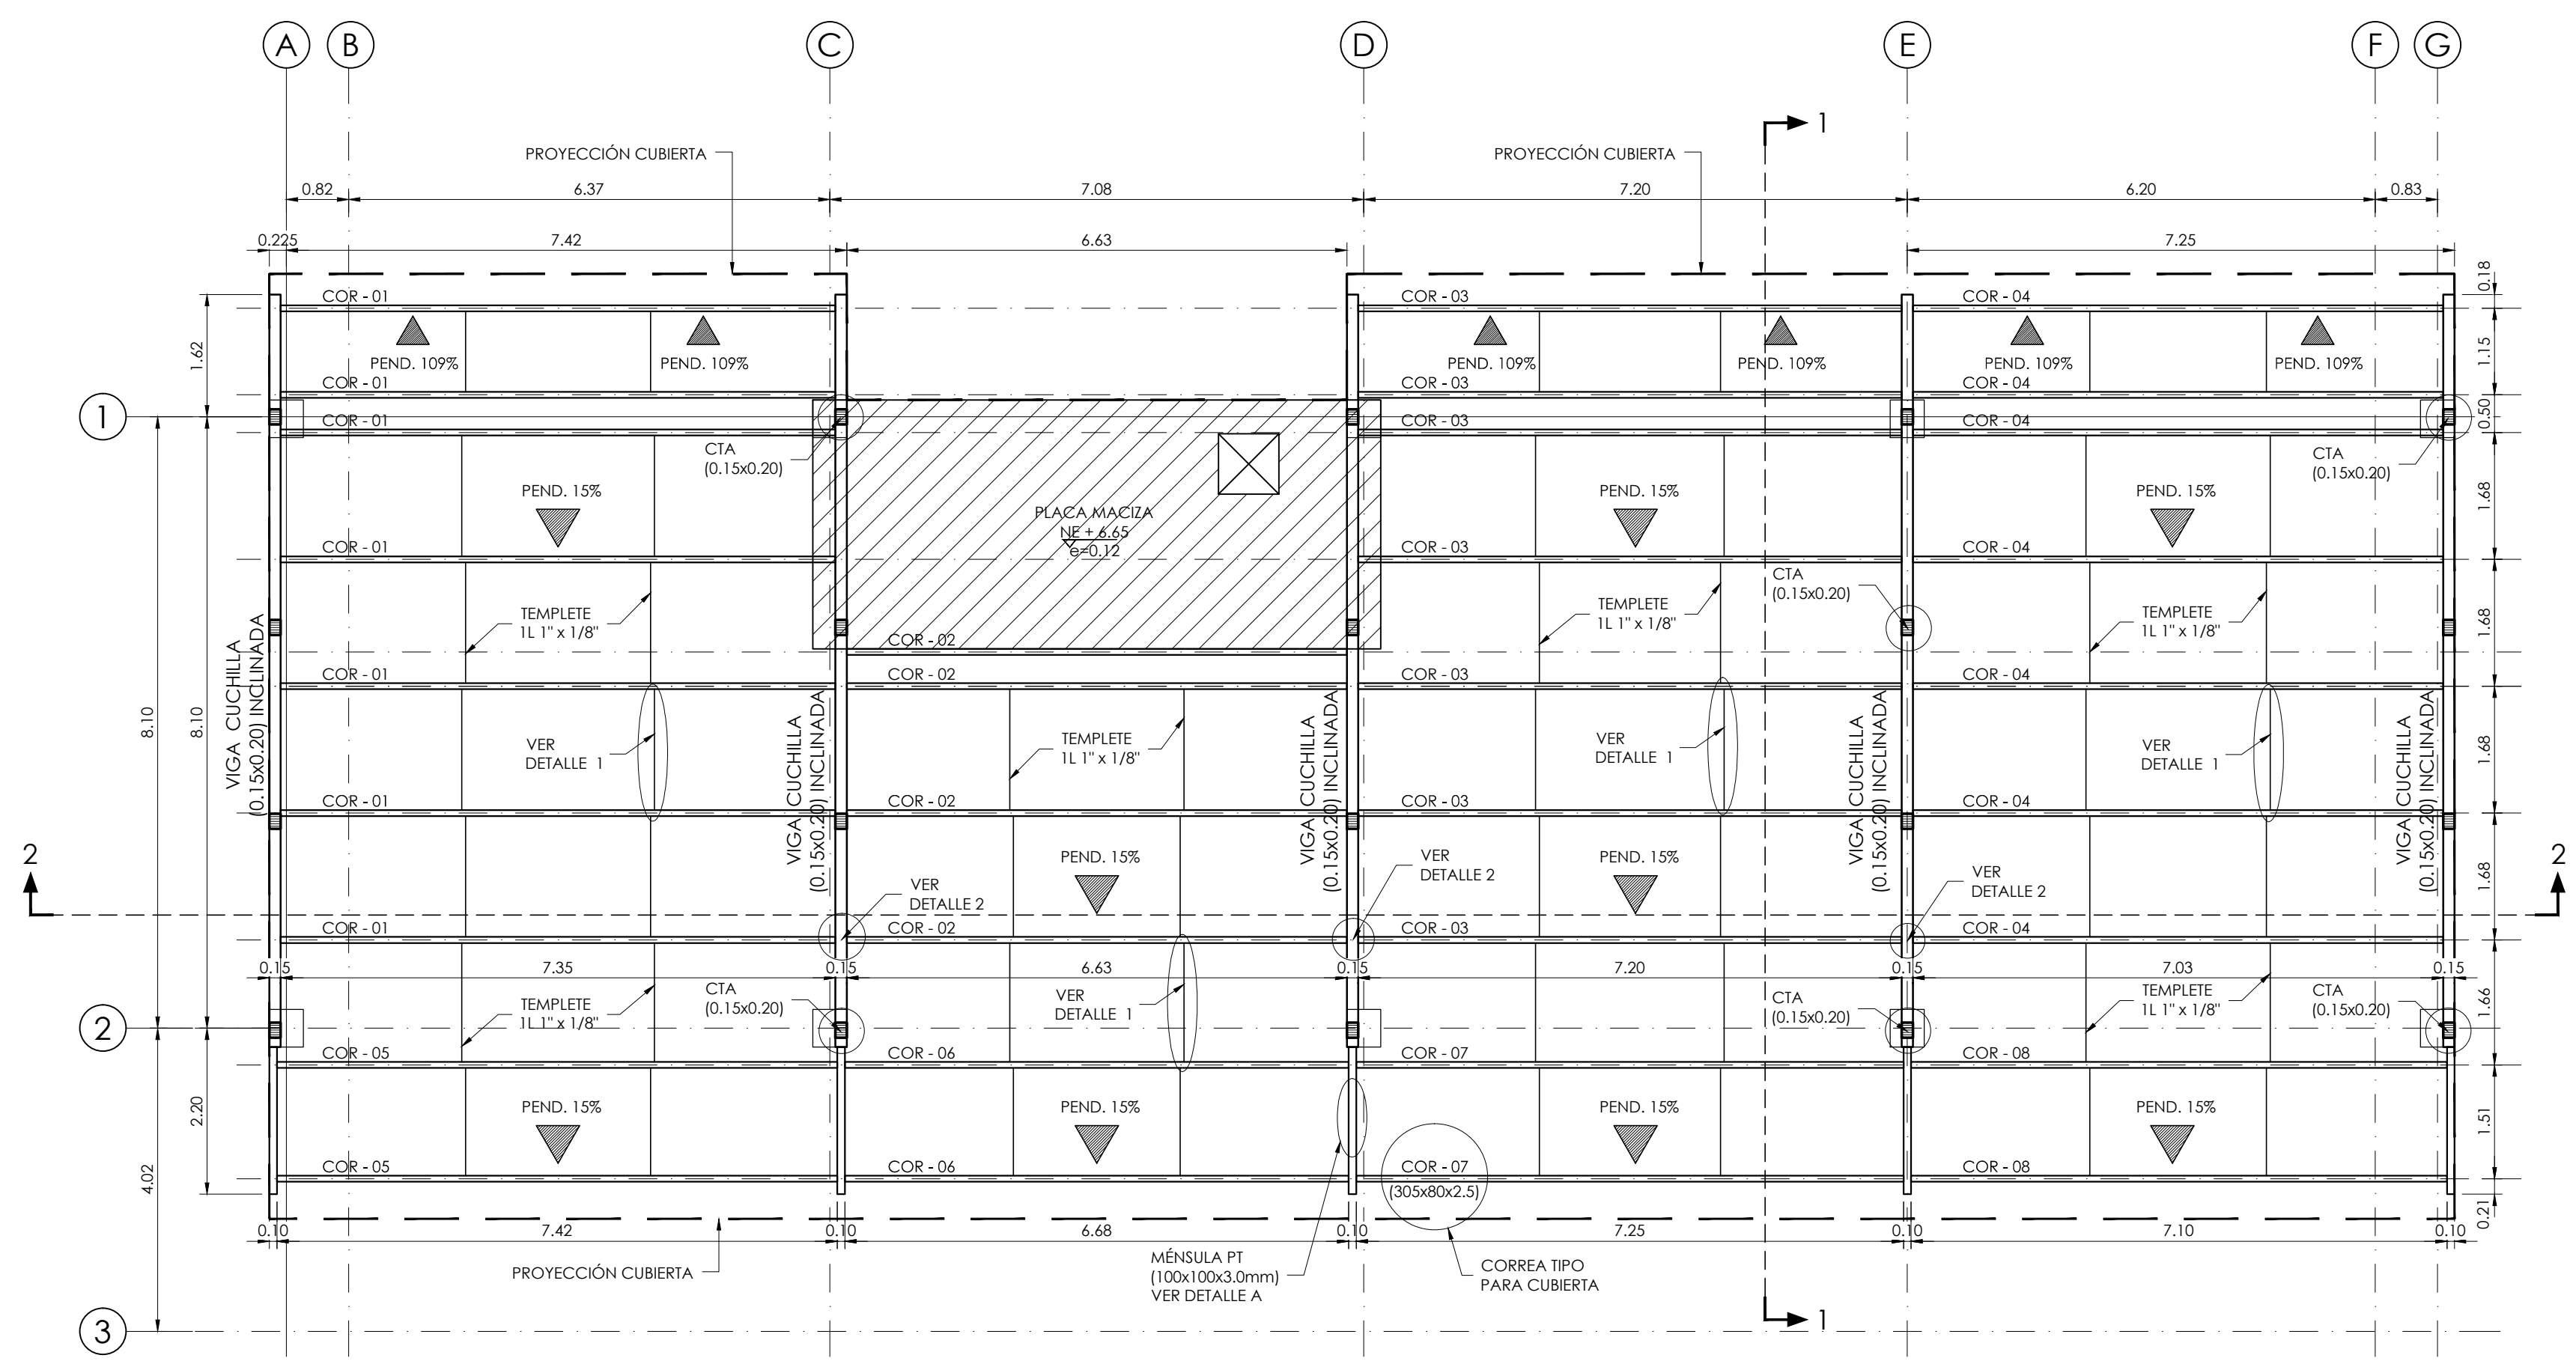 A B C D E F G
1
PROYECCIÓN CUBIERTA PROYECCIÓN CUBIERTA
0.82 6.37 7.08 7.20 6.20 0.83
0.225 7.42 6.63 7.25
0.18
COR - 01 COR - 03 COR - 04
1.62
PEND. 109% PEND. 109% PEND. 109% PEND. 109% PEND. 109% PEND. 109%
1.15
COR - 01 COR - 03 COR - 04
1
0.50
COR - 01 COR - 03 COR - 04
CTA
(0.15x0.20)
CTA
(0.15x0.20)
PEND. 15% PEND. 15% PEND. 15%
1.68
PLACA MACIZA
NE + 6.65
e=0.12
COR - 01 COR - 03 COR - 04
CTA
(0.15x0.20)
TEMPLETE
1L 1" x 1/8"
TEMPLETE
1L 1" x 1/8"
TEMPLETE
1L 1" x 1/8"
1.68
COR - 02
COR - 01 COR - 02 COR - 03 COR - 04
8.10 8.10
VIGA CUCHILLA
(0.15x0.20) INCLINADA
VIGA CUCHILLA
(0.15x0.20) INCLINADA
VIGA CUCHILLA
(0.15x0.20) INCLINADA
VIGA CUCHILLA
(0.15x0.20) INCLINADA
VIGA CUCHILLA
(0.15x0.20) INCLINADA
VER
DETALLE 1
TEMPLETE
1L 1" x 1/8"
VER
DETALLE 1
VER
DETALLE 1
1.68
COR - 01 COR - 02 COR - 03 COR - 04
2 2
PEND. 15% PEND. 15%
VER
DETALLE 2
VER
DETALLE 2
VER
DETALLE 2
1.68
COR - 01 COR - 02 COR - 03 COR - 04
0.15 7.35 0.15 6.63 0.15 7.20 0.15 7.03 0.15
TEMPLETE
1L 1" x 1/8"
CTA
(0.15x0.20)
VER
DETALLE 1
CTA
(0.15x0.20)
TEMPLETE
1L 1" x 1/8"
CTA
(0.15x0.20)
1.66
2
COR - 05 COR - 06 COR - 07 COR - 08
2.20
4.02
PEND. 15% PEND. 15% PEND. 15% PEND. 15%
1.51
COR - 05 COR - 06 COR - 07 COR - 08
(305x80x2.5)
0.21
0.10 7.42 0.10 6.68 0.10 7.25 0.10 7.10 0.10
PROYECCIÓN CUBIERTA
MÉNSULA PT
(100x100x3.0mm)
VER DETALLE A
CORREA TIPO
PARA CUBIERTA
1
3